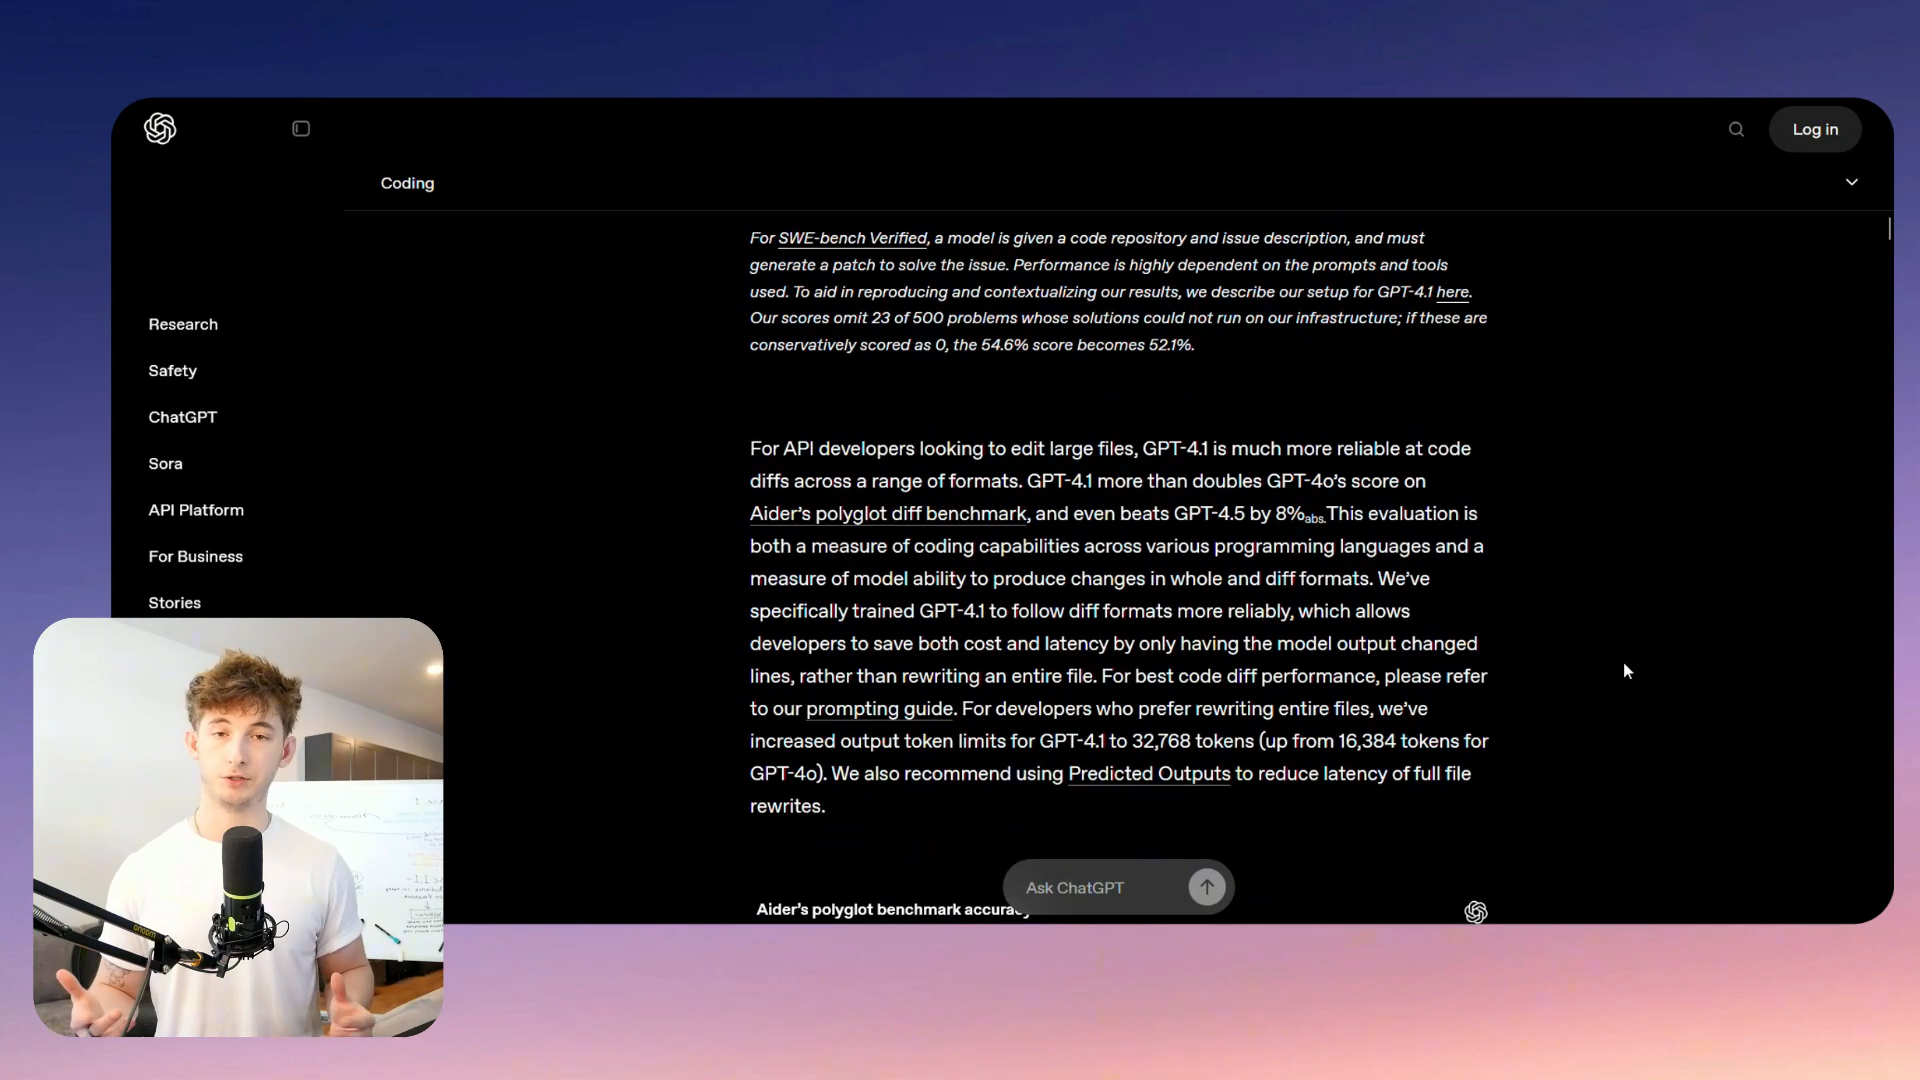 Log in
Coding
For SWE-bench Verified, a model is given a code repository and issue description, and must
generate a patch to solve the issue. Performance is highly dependent on the prompts and tools
used. To aid in reproducing and contextualizing our results, we describe our setup for GPT-4.1 here.
Our scores omit 23 of 500 problems whose solutions could not run on our infrastructure; if these are
conservatively scored as 0, the 54.6% score becomes 52.1%.
Research
Safety
ChatGPT
Sora
API Platform
For Business
Stories
For API developers looking to edit large files, GPT-4.1 is much more reliable at code
diffs across a range of formats. GPT-4.1 more than doubles GPT-4o’s score on
Aider’s polyglot diff benchmark, and even beats GPT-4.5 by 8%abs.This evaluation is
both a measure of coding capabilities across various programming languages and a
measure of model ability to produce changes in whole and diff formats. We’ve
specifically trained GPT-4.1 to follow diff formats more reliably, which allows
developers to save both cost and latency by only having the model output changed
lines, rather than rewriting an entire file. For best code diff performance, please refer
to our prompting guide. For developers who prefer rewriting entire files, we’ve
increased output token limits for GPT-4.1 to 32,768 tokens (up from 16,384 tokens for
GPT-4o). We also recommend using Predicted Outputs to reduce latency of full file
rewrites.
Ask ChatGPT
Aider’s polyglot benchmark accuracy